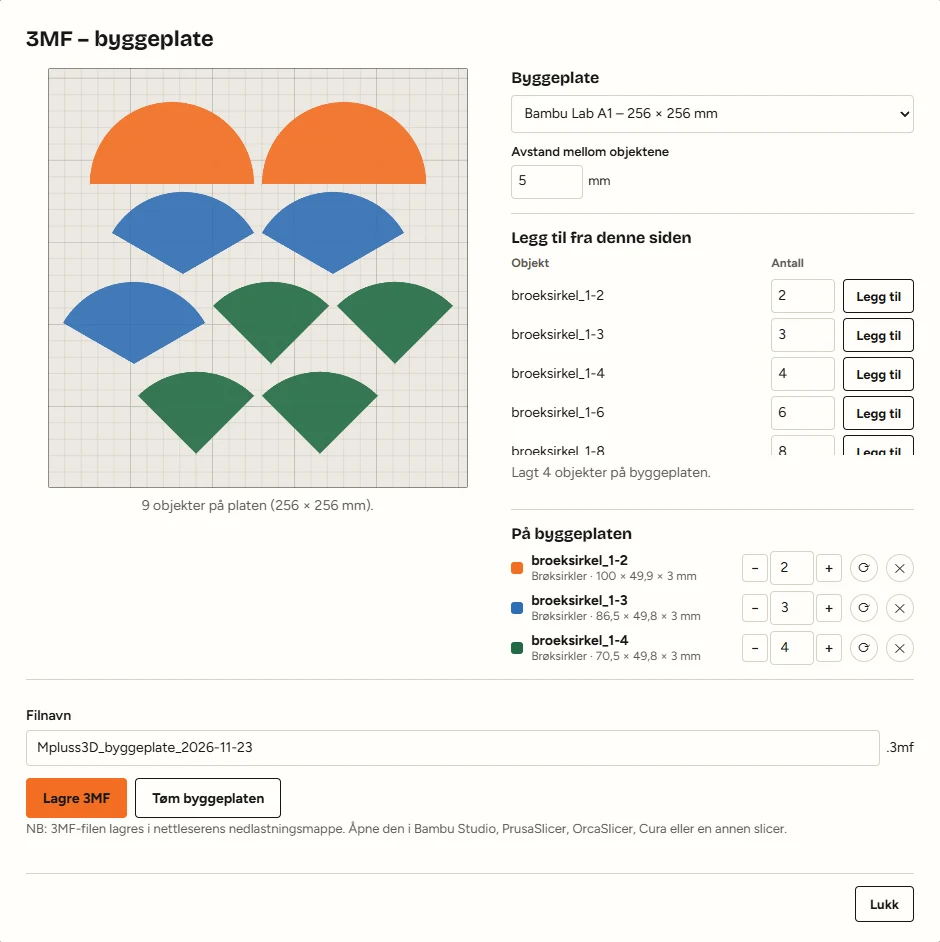 3MF – byggeplate
9 objekter på platen (256 × 256 mm).
Byggeplate
Bambu Lab A1 – 256 × 256 mm
Avstand mellom objektene
5 mm
Legg til fra denne siden
Objekt Antall
broeksirkel_1-2 2 Legg til
broeksirkel_1-3 3 Legg til
broeksirkel_1-4 4 Legg til
broeksirkel_1-6 6 Legg til
broeksirkel_1-8 8 Legg til
Lagt 4 objekter på byggeplaten.
På byggeplaten
broeksirkel_1-2
Brøksirkler · 100 × 49,9 × 3 mm
− 2 +
broeksirkel_1-3
Brøksirkler · 86,5 × 49,8 × 3 mm
− 3 +
broeksirkel_1-4
Brøksirkler · 70,5 × 49,8 × 3 mm
− 4 +
Filnavn
Mpluss3D_byggeplate_2026-11-23 .3mf
Lagre 3MF Tøm byggeplaten
NB: 3MF-filen lagres i nettleserens nedlastningsmappe. Åpne den i Bambu Studio, PrusaSlicer, OrcaSlicer, Cura eller en annen slicer.
Lukk